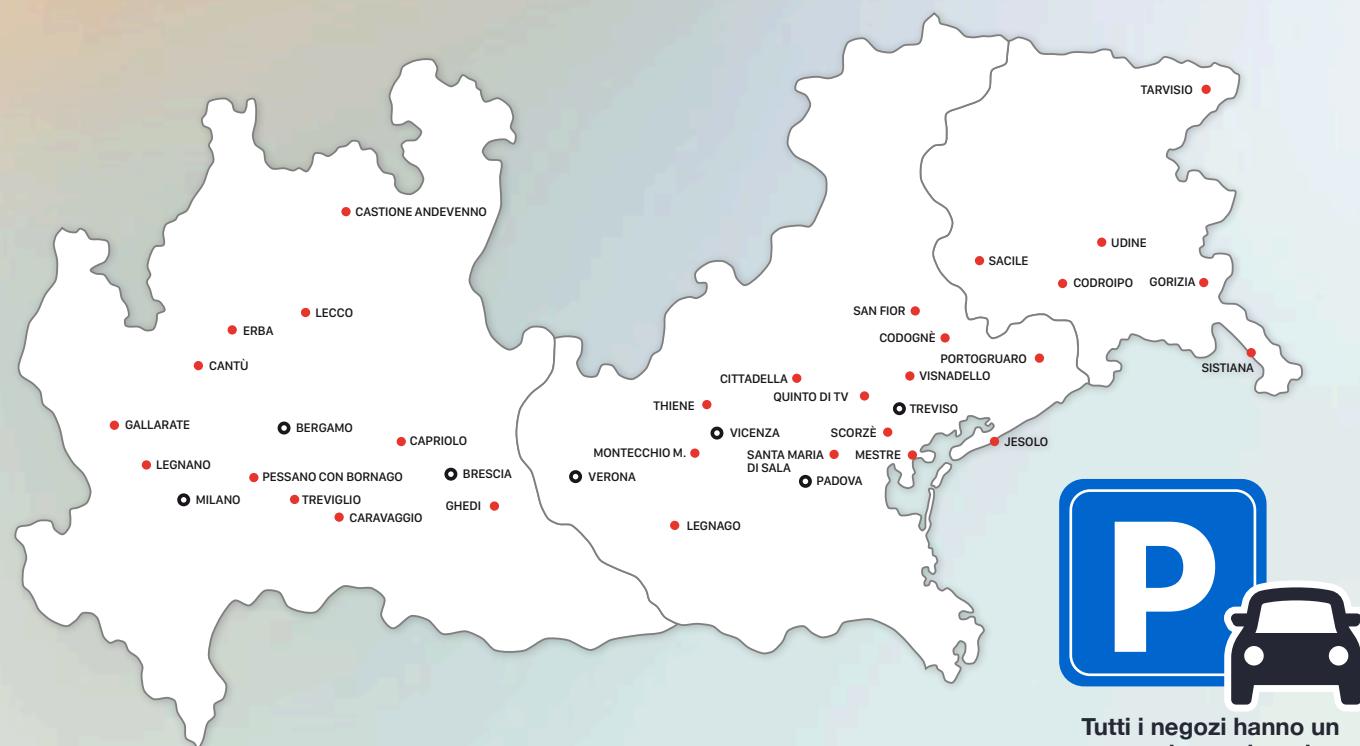 TARVISIO
CASTIONE ANDEVENNO
UDINE
SACILE
CODROIPO
GORIZIA
LECCO
SAN FIOR
ERBA
CODOGNÈ
PORTOGRUARO
CANTÙ
SISTIANA
CITTADELLA
VISNADELLO
QUINTO DI TV
THIENE
TREVISO
GALLARATE
BERGAMO
VICENZA
SCORZÈ
CAPRIOLO
JESOLO
MONTECCHIO M.
SANTA MARIA
DI SALA
MESTRE
LEGNANO
PESSANO CON BORNAGO
BRESCIA
VERONA
PADOVA
MILANO
TREVIGLIO
GHEDI
CARAVAGGIO
LEGNAGO
P
Tutti i negozi hanno un